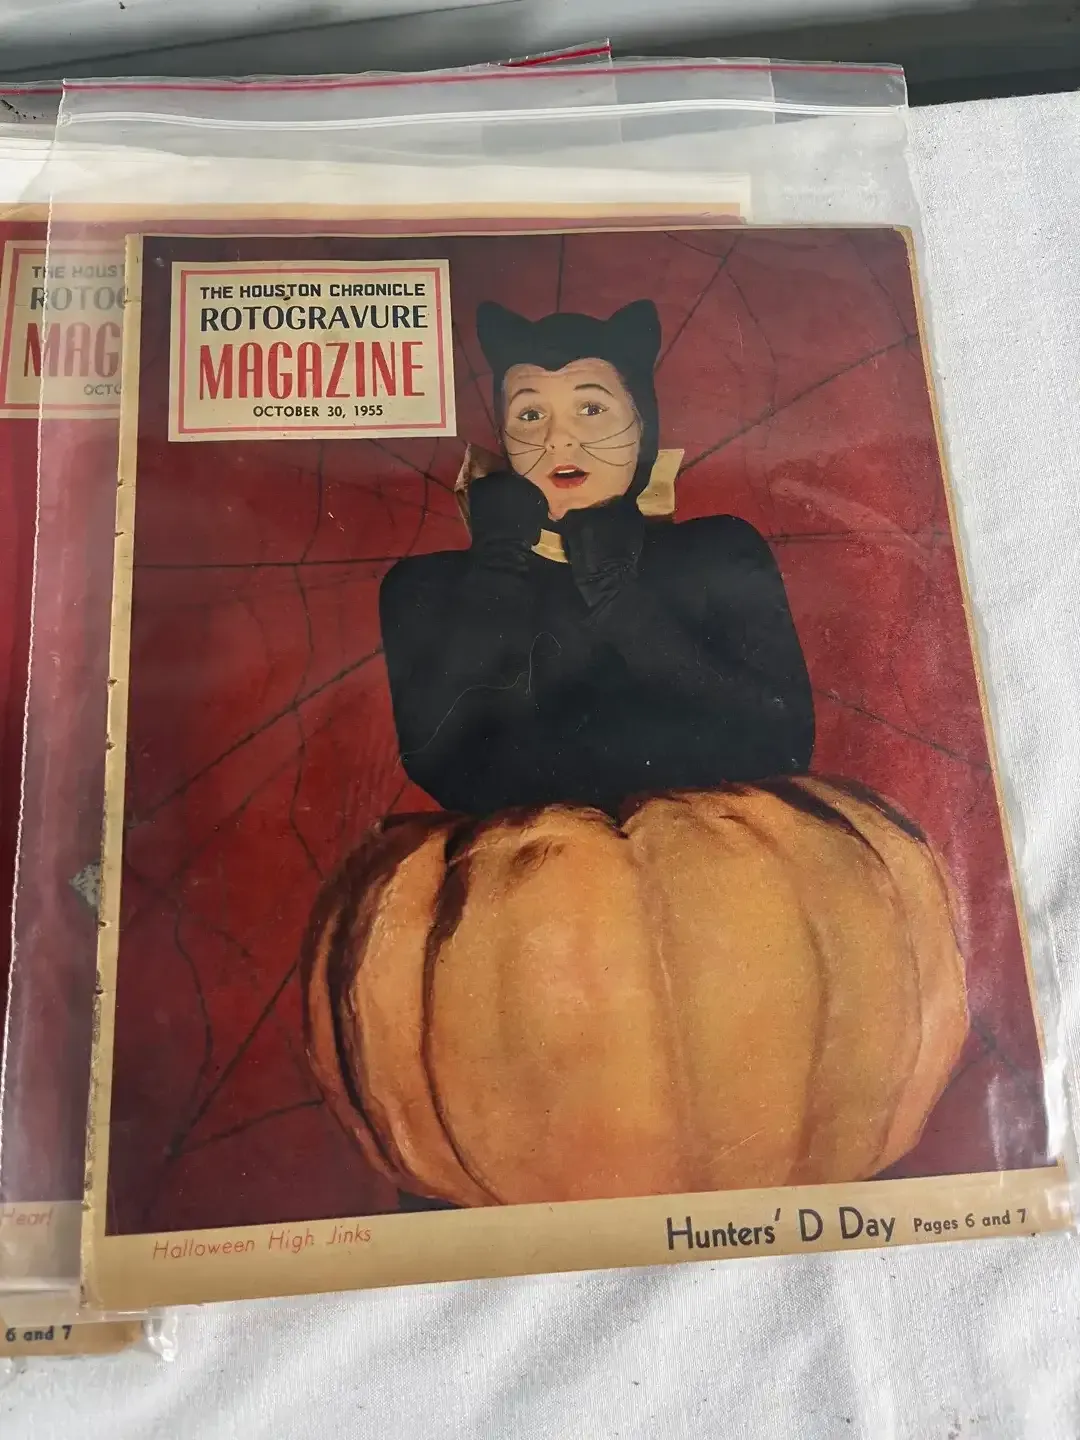 THE HOUSTON CHRONICLE
ROTOGRAVURE
MAGAZINE
OCTOBER 30, 1955
Halloween High Jinks
Hunters' D Day Pages 6 and 7
THE HOUST
ROTOG
MAG
OCTO
Hear!
6 and 7